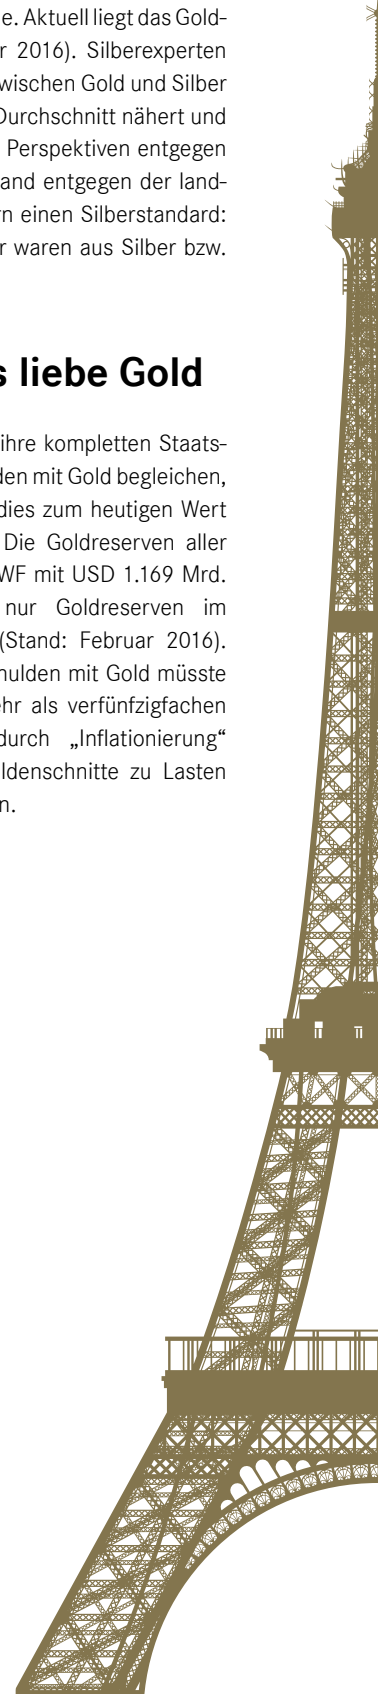 e. Aktuell liegt das Gold-
r 2016). Silberexperten
wischen Gold und Silber
Durchschnitt nähert und
Perspektiven entgegen
and entgegen der land-
rn einen Silberstandard:
r waren aus Silber bzw.
s liebe Gold
ihre kompletten Staats-
den mit Gold begleichen,
dies zum heutigen Wert
Die Goldreserven aller
WF mit USD 1.169 Mrd.
nur Goldreserven im
(Stand: Februar 2016).
hulden mit Gold müsste
ehr als verfünfzigfachen
durch „Inflationierung“
ldenschnitte zu Lasten
n.